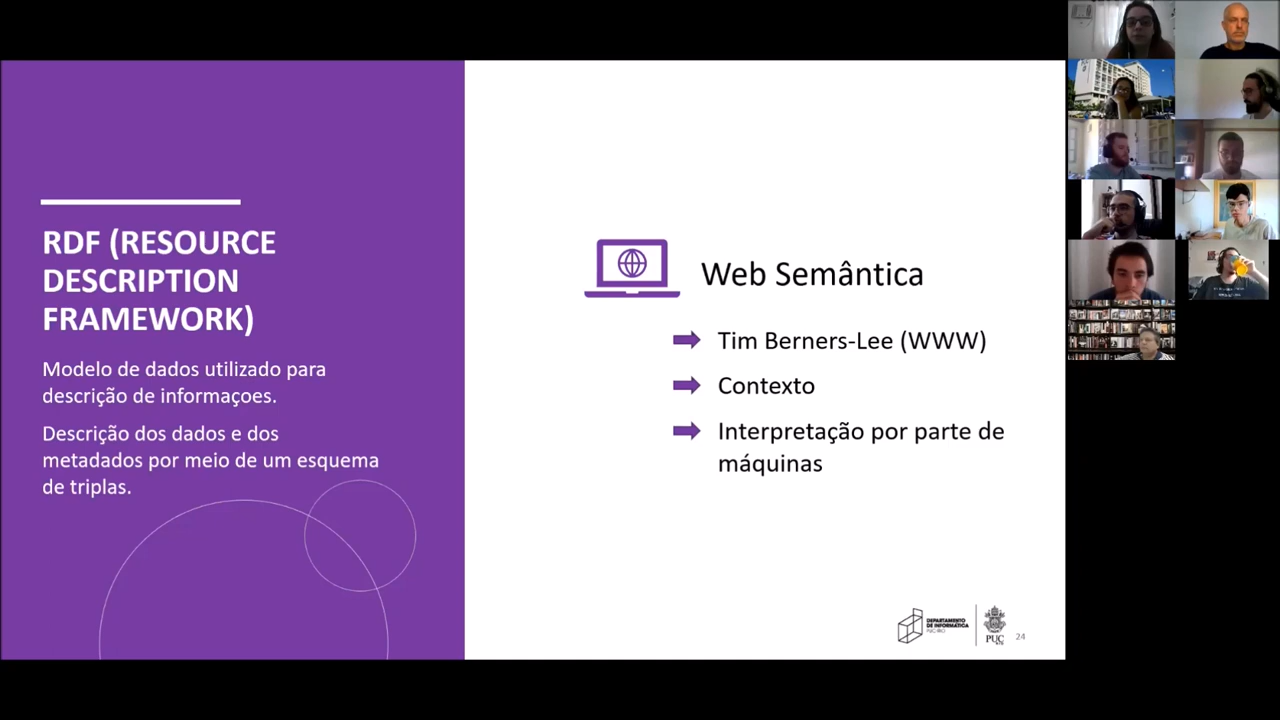 RDF (RESOURCE
DESCRIPTION
FRAMEWORK)
Modelo de dados utilizado para
descrição de informaçoes.
Descrição dos dados e dos
metadados por meio de um esquema
de triplas.
Web Semântica
Tim Berners-Lee (WWW)
Contexto
Interpretação por parte de
máquinas
DEPARTAMENTO
DE INFORMÁTICA
PUC-RIO
PUC
RIO
24